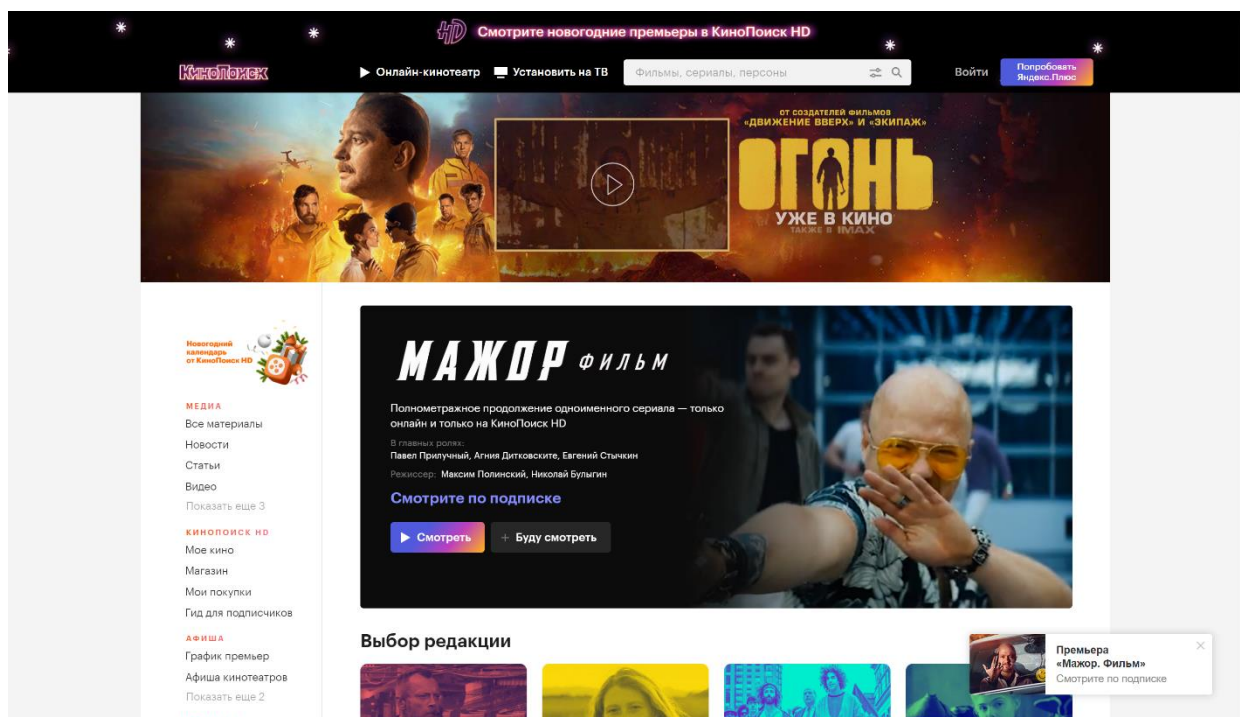 HD Смотрите новогодние премьеры в КиноПоиск HD
КиноПоиск
Онлайн-кинотеатр
Установить на ТВ
Фильмы, сериалы, персоны
Войти
Попробовать
Яндекс.Плюс
ОТ СОЗДАТЕЛЕЙ ФИЛЬМОВ
«ДВИЖЕНИЕ ВВЕРХ» И «ЭКИПАЖ»
ОГОНЬ
УЖЕ В КИНО
ТАКЖЕ В IMAX
Новогодний
календарь
от КиноПоиск HD
МЕДИА
Все материалы
Новости
Статьи
Видео
Показать еще 3
КИНОПОИСК HD
Мое кино
Магазин
Мои покупки
Гид для подписчиков
АФИША
График премьер
Афиша кинотеатров
Показать еще 2
МАЖОР ФИЛЬМ
Полнометражное продолжение одноименного сериала — только
онлайн и только на КиноПоиск HD
В главных ролях:
Павел Прилучный, Агния Дитковските, Евгений Стычкин
Режиссер: Максим Полинский, Николай Булыгин
Смотрите по подписке
Смотреть
+ Буду смотреть
Выбор редакции
Премьера
«Мажор. Фильм»
Смотрите по подписке